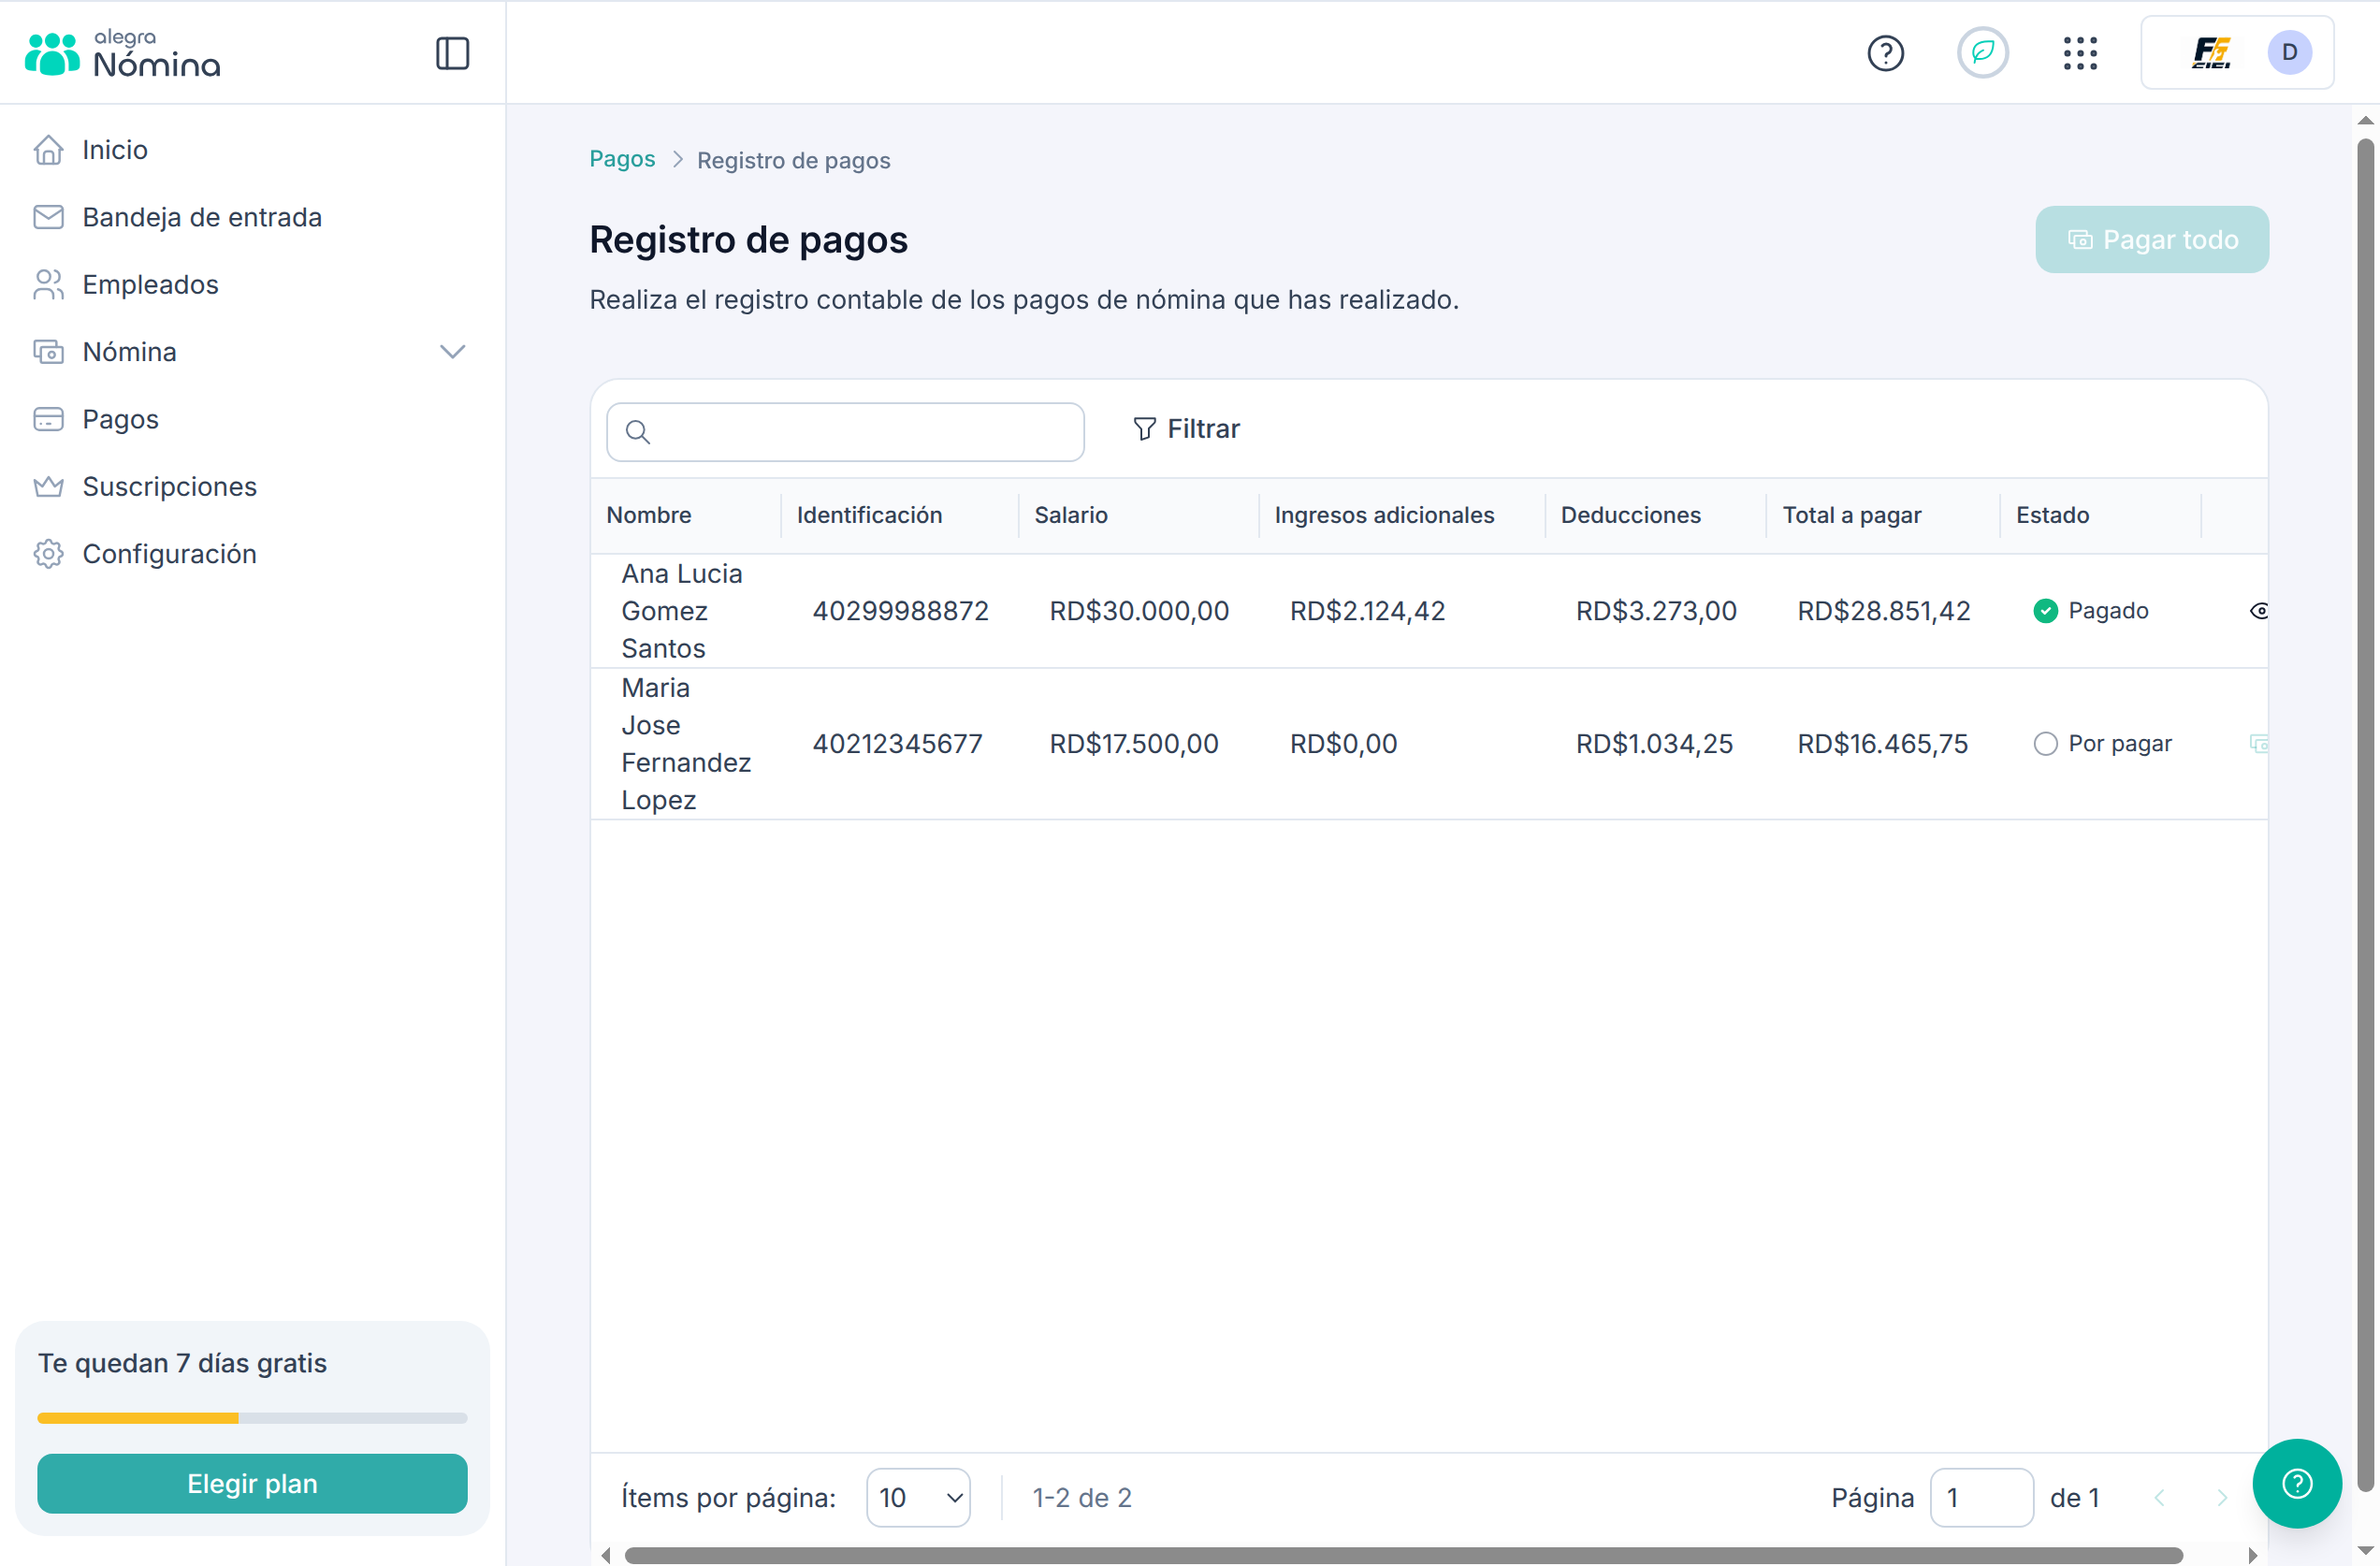 alegra
Nómina
D
Inicio
Bandeja de entrada
Empleados
Nómina
Pagos
Suscripciones
Configuración
Te quedan 7 días gratis
Elegir plan
Pagos > Registro de pagos
Registro de pagos
Pagar todo
Realiza el registro contable de los pagos de nómina que has realizado.
Filtrar
Nombre Identificación Salario Ingresos adicionales Deducciones Total a pagar Estado
Ana Lucia
Gomez
Santos
40299988872 RD$30.000,00 RD$2.124,42 RD$3.273,00 RD$28.851,42 Pagado
Maria
Jose
Fernandez
Lopez
40212345677 RD$17.500,00 RD$0,00 RD$1.034,25 RD$16.465,75 Por pagar
Ítems por página: 10 1-2 de 2 Página 1 de 1